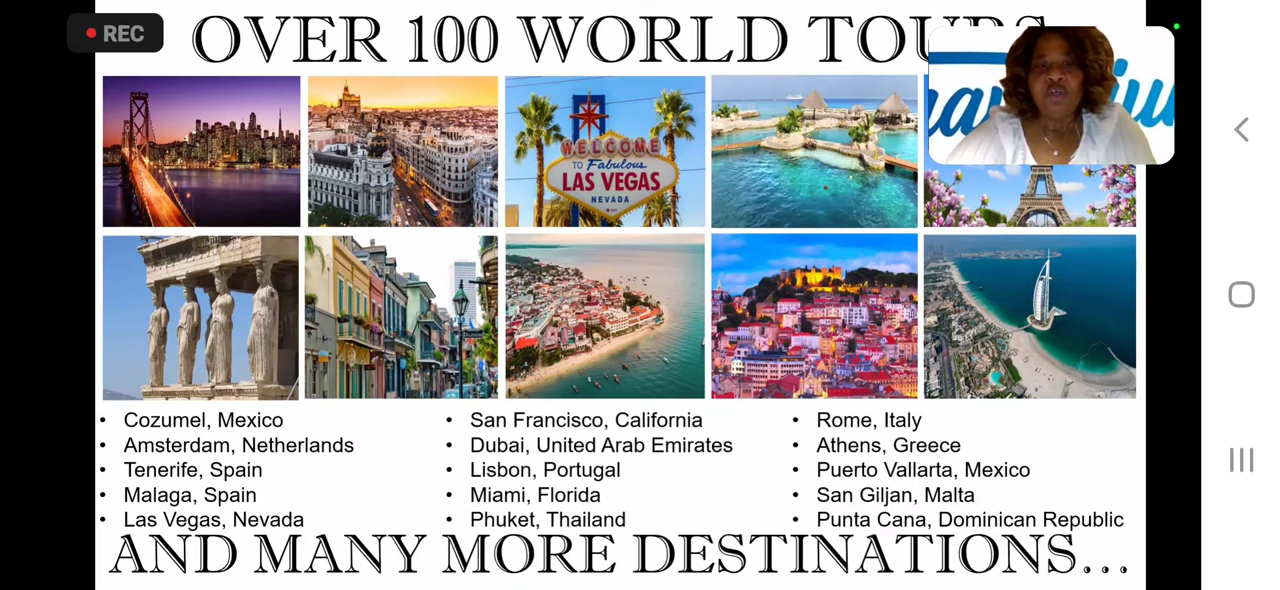 REC
OVER 100 WORLD TOURS
WELCOME
TO Fabulous
LAS VEGAS
NEVADA
• Cozumel, Mexico
• Amsterdam, Netherlands
• Tenerife, Spain
• Malaga, Spain
• Las Vegas, Nevada
• San Francisco, California
• Dubai, United Arab Emirates
• Lisbon, Portugal
• Miami, Florida
• Phuket, Thailand
• Rome, Italy
• Athens, Greece
• Puerto Vallarta, Mexico
• San Giljan, Malta
• Punta Cana, Dominican Republic
AND MANY MORE DESTINATIONS...